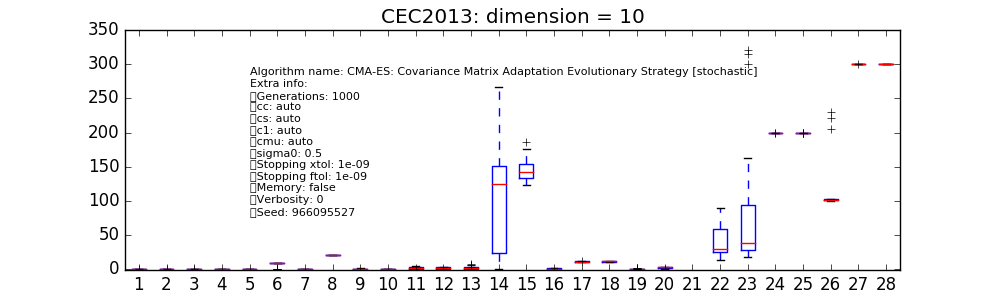 CEC2013: dimension = 10
350
300
250
200
150
100
50
0
Algorithm name: CMA-ES: Covariance Matrix Adaptation Evolutionary Strategy [stochastic]
Extra info:
Generations: 1000
cc: auto
cs: auto
c1: auto
cmu: auto
sigma0: 0.5
Stopping xtol: 1e-09
Stopping ftol: 1e-09
Memory: false
Verbosity: 0
Seed: 966095527
1 2 3 4 5 6 7 8 9 10 11 12 13 14 15 16 17 18 19 20 21 22 23 24 25 26 27 28